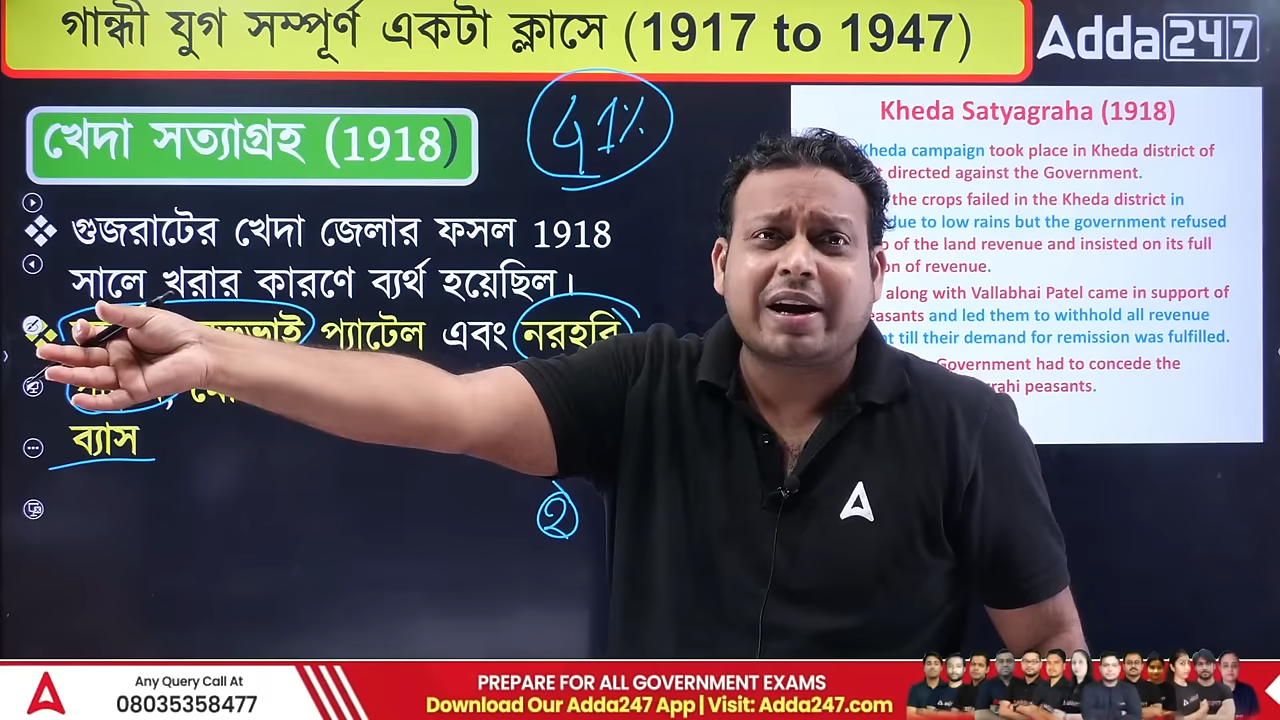 গান্ধী যুগ সম্পূর্ণ একটা ক্লাসে (1917 to 1947)
Adda247
খেদা সত্যাগ্রহ (1918)
41%
গুজরাটের খেদা জেলার ফসল 1918
সালে খরার কারণে ব্যর্থ হয়েছিল।
প্যাটেল এবং নরহরি
ব্যাস
২
Kheda Satyagraha (1918)
Kheda campaign took place in Kheda district of
directed against the Government.
the crops failed in the Kheda district in
due to low rains but the government refused
of the land revenue and insisted on its full
of revenue.
along with Vallabhai Patel came in support of
and led them to withhold all revenue
till their demand for remission was fulfilled.
Government had to concede the
peasants.
Any Query Call At
08035358477
PREPARE FOR ALL GOVERNMENT EXAMS
Download Our Adda247 App | Visit: Adda247.com